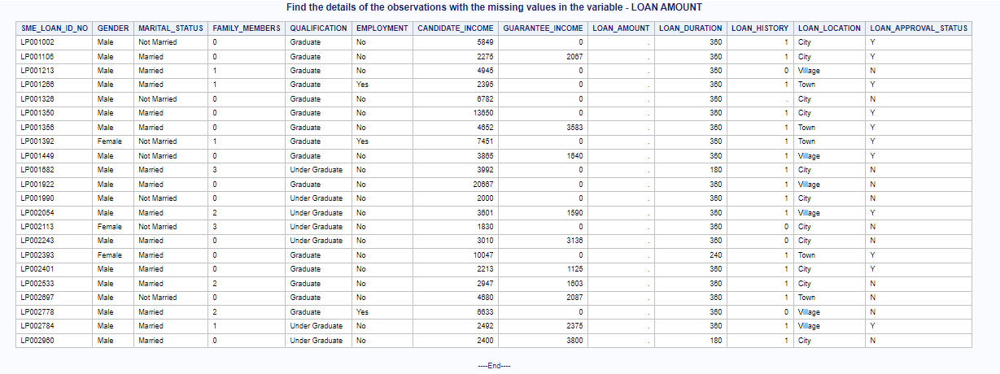 Find the details of the observations with the missing values in the variable - LOAN AMOUNT
SME_LOAN_ID_NO GENDER MARITAL_STATUS FAMILY_MEMBERS QUALIFICATION EMPLOYMENT CANDIDATE_INCOME GUARANTEE_INCOME LOAN_AMOUNT LOAN_DURATION LOAN_HISTORY LOAN_LOCATION LOAN_APPROVAL_STATUS
LP001002 Male Not Married 0 Graduate No 5849 0 . 360 1 City Y
LP001106 Male Married 0 Graduate No 2275 2067 . 360 1 City Y
LP001213 Male Married 1 Graduate No 4945 0 . 360 0 Village N
LP001266 Male Married 1 Graduate Yes 2395 0 . 360 1 Town Y
LP001326 Male Not Married 0 Graduate No 6782 0 . 360 . City N
LP001350 Male Married 0 Graduate No 13650 0 . 360 1 City Y
LP001356 Male Married 0 Graduate No 4652 3583 . 360 1 Town Y
LP001392 Female Not Married 1 Graduate Yes 7451 0 . 360 1 Town Y
LP001449 Male Not Married 0 Graduate No 3865 1640 . 360 1 Village Y
LP001682 Male Married 3 Under Graduate No 3992 0 . 180 1 City N
LP001922 Male Married 0 Graduate No 20667 0 . 360 1 Village N
LP001990 Male Not Married 0 Under Graduate No 2000 0 . 360 1 City N
LP002054 Male Married 2 Under Graduate No 3601 1590 . 360 1 Village Y
LP002113 Female Not Married 3 Under Graduate No 1830 0 . 360 0 City N
LP002243 Male Married 0 Under Graduate No 3010 3136 . 360 0 City N
LP002393 Female Married 0 Graduate No 10047 0 . 240 1 Town Y
LP002401 Male Married 0 Graduate No 2213 1125 . 360 1 City Y
LP002533 Male Married 2 Graduate No 2947 1603 . 360 1 City N
LP002697 Male Not Married 0 Graduate No 4680 2087 . 360 1 Town N
LP002778 Male Married 2 Graduate Yes 6633 0 . 360 0 Village N
LP002784 Male Married 1 Under Graduate No 2492 2375 . 360 1 Village Y
LP002960 Male Married 0 Under Graduate No 2400 3800 . 180 1 City N
----End----